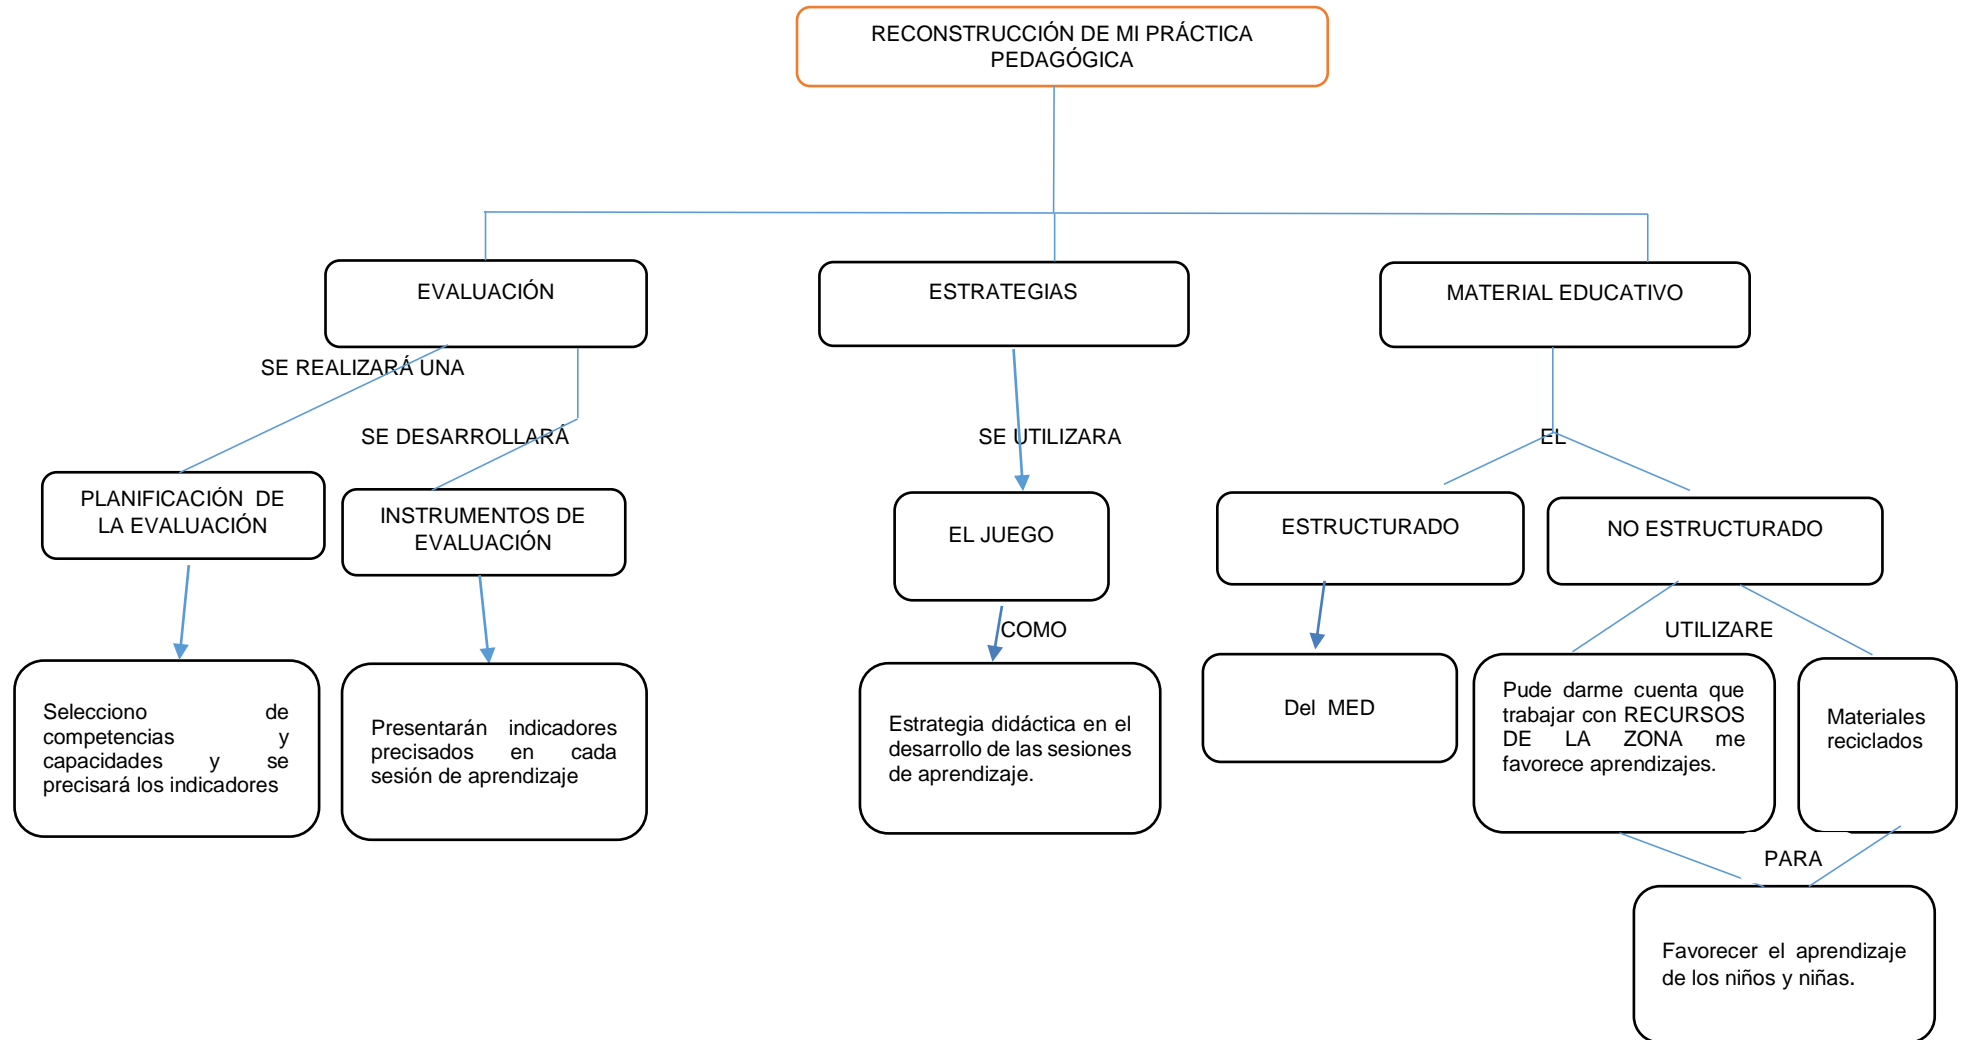 RECONSTRUCCIÓN DE MI PRÁCTICA
PEDAGÓGICA
EVALUACIÓN
ESTRATEGIAS
MATERIAL EDUCATIVO
SE REALIZARÁ UNA
SE DESARROLLARÁ
SE UTILIZARA
EL
PLANIFICACIÓN DE
LA EVALUACIÓN
INSTRUMENTOS DE
EVALUACIÓN
EL JUEGO
ESTRUCTURADO
NO ESTRUCTURADO
COMO
UTILIZARE
Selecciono de
competencias y
capacidades y se
precisará los indicadores
Presentarán indicadores
precisados en cada
sesión de aprendizaje
Estrategia didáctica en el
desarrollo de las sesiones
de aprendizaje.
Del MED
Pude darme cuenta que
trabajar con RECURSOS
DE LA ZONA me
favorece aprendizajes.
Materiales
reciclados
PARA
Favorecer el aprendizaje
de los niños y niñas.